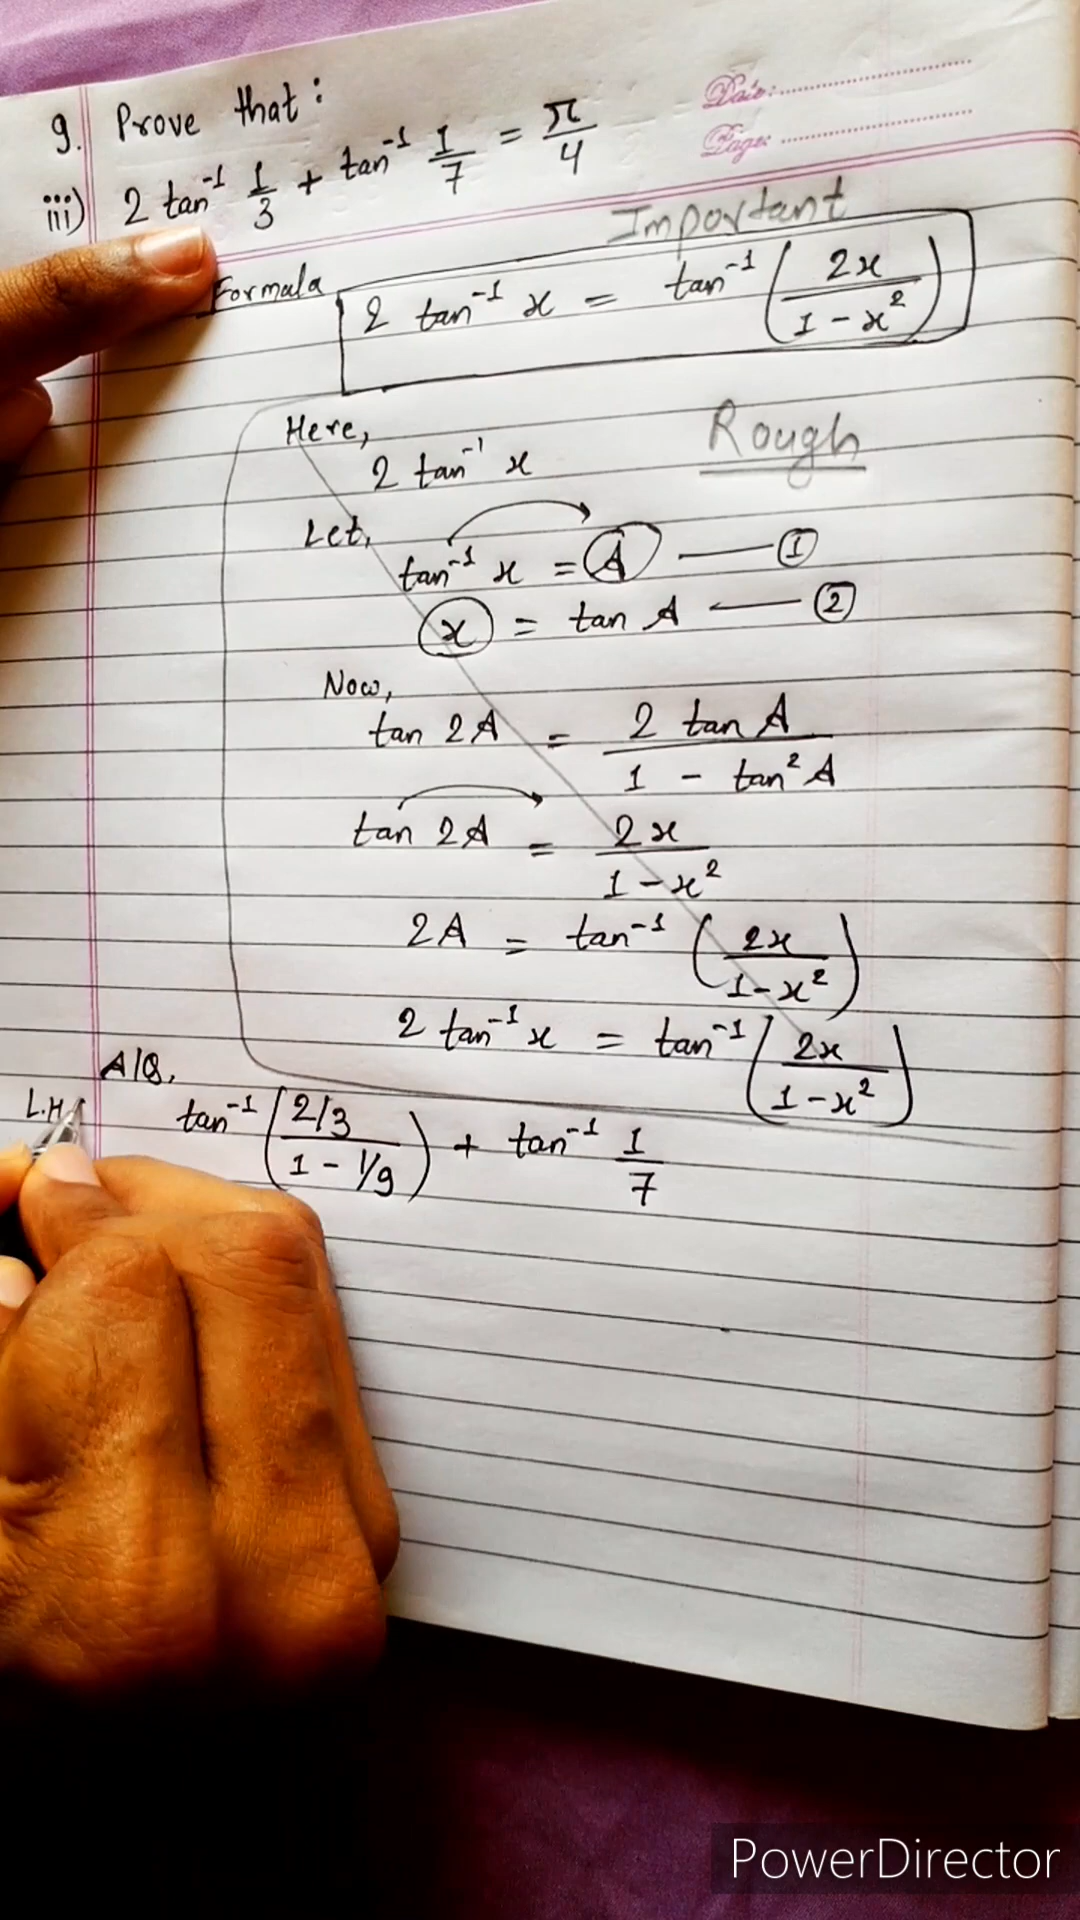 Date:
Page:
9. Prove that:
iii) 2 tan⁻¹ 1/3 + tan⁻¹ 1/7 = π/4
Important
Formala 2 tan⁻¹ x = tan⁻¹ (2x / 1 - x²)
Here,
Rough
2 tan⁻¹ x
Let,
tan⁻¹ x = A — ①
x = tan A — ②
Now,
tan 2A = 2 tan A / 1 - tan² A
tan 2A = 2x / 1 - x²
2A = tan⁻¹ (2x / 1 - x²)
2 tan⁻¹ x = tan⁻¹ (2x / 1 - x²)
A/Q,
L.H tan⁻¹ (2/3 / 1 - 1/9) + tan⁻¹ 1/7
PowerDirector